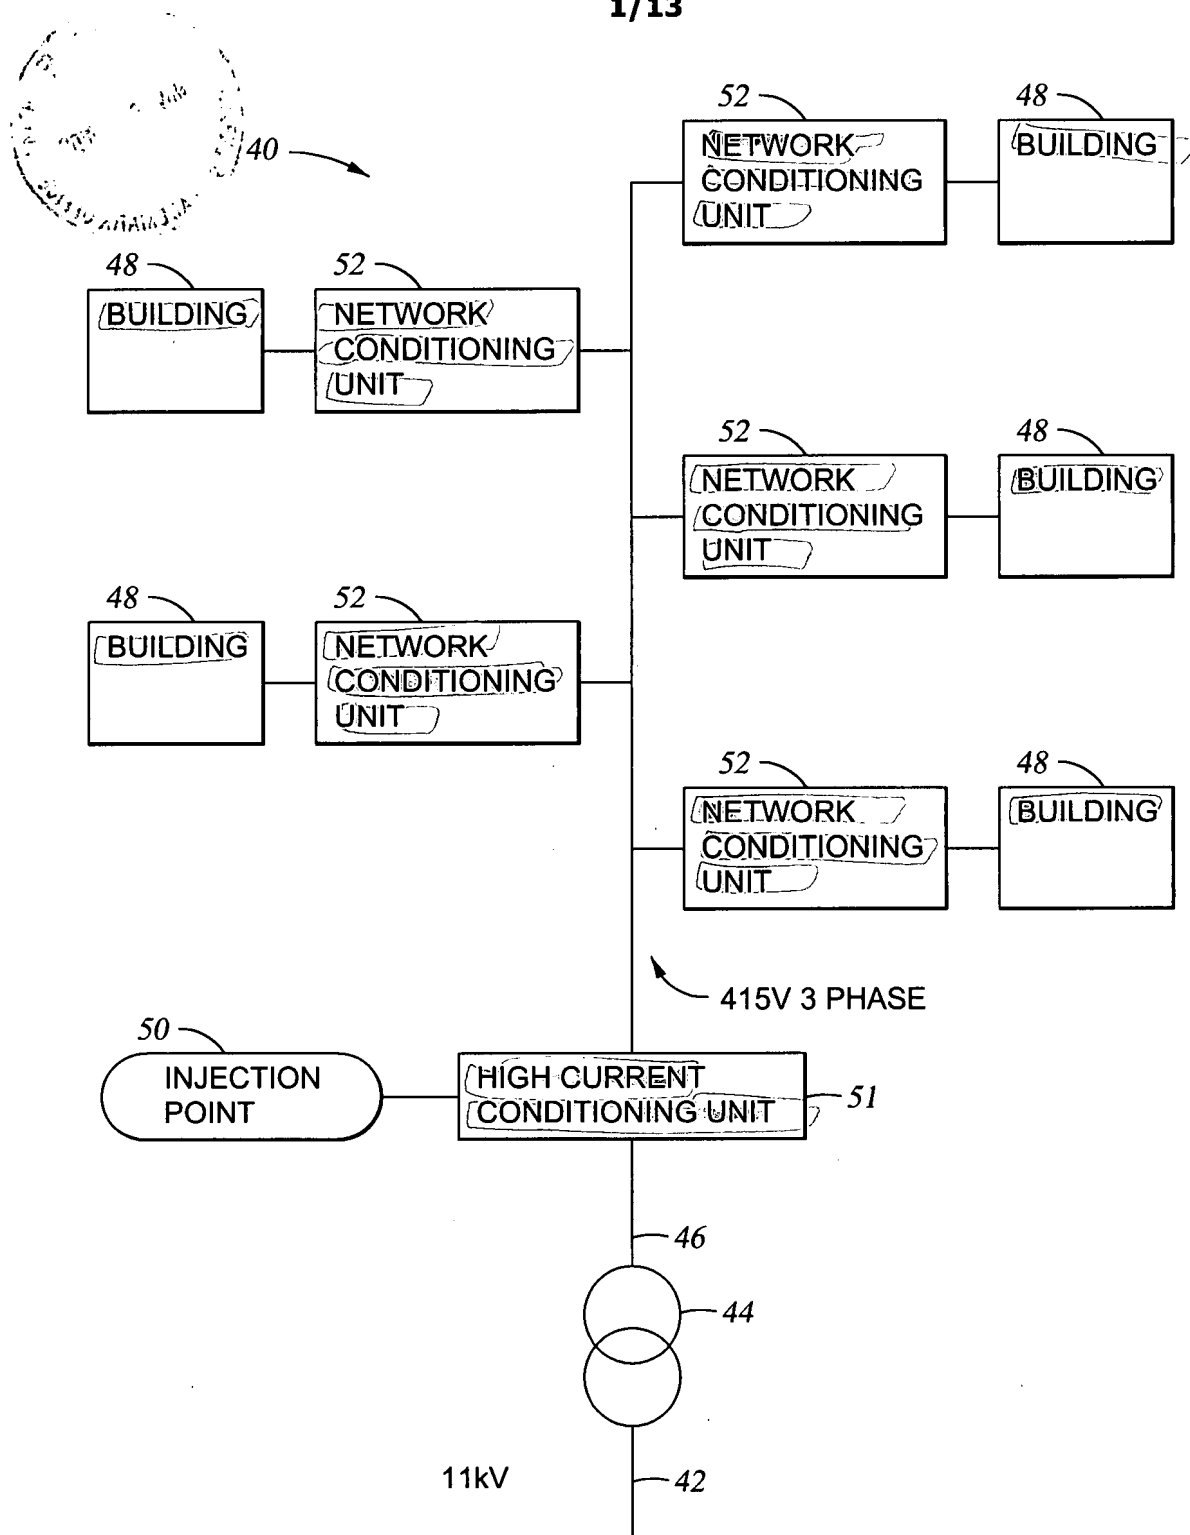 1/13
40
52
48
NETWORK
CONDITIONING
UNIT
BUILDING
48
52
BUILDING
NETWORK
CONDITIONING
UNIT
52
48
NETWORK
CONDITIONING
UNIT
BUILDING
48
52
BUILDING
NETWORK
CONDITIONING
UNIT
52
48
NETWORK
CONDITIONING
UNIT
BUILDING
415V 3 PHASE
50
INJECTION
POINT
HIGH CURRENT
CONDITIONING UNIT
51
46
44
11kV
42